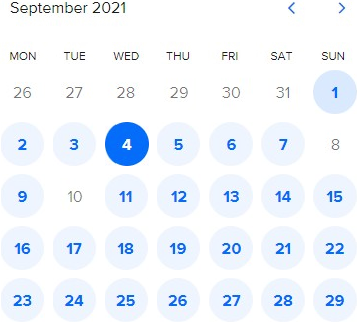 September 2021
MON TUE WED THU FRI SAT SUN
26 27 28 29 30 31 1
2 3 4 5 6 7 8
9 10 11 12 13 14 15
16 17 18 19 20 21 22
23 24 25 26 27 28 29